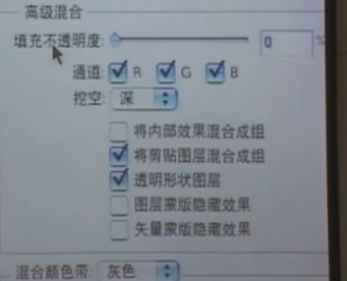 高级混合
填充不透明度: 0 %
通道: R G B
挖空: 深
将内部效果混合成组
将剪贴图层混合成组
透明形状图层
图层蒙版隐藏效果
矢量蒙版隐藏效果
混合颜色带: 灰色